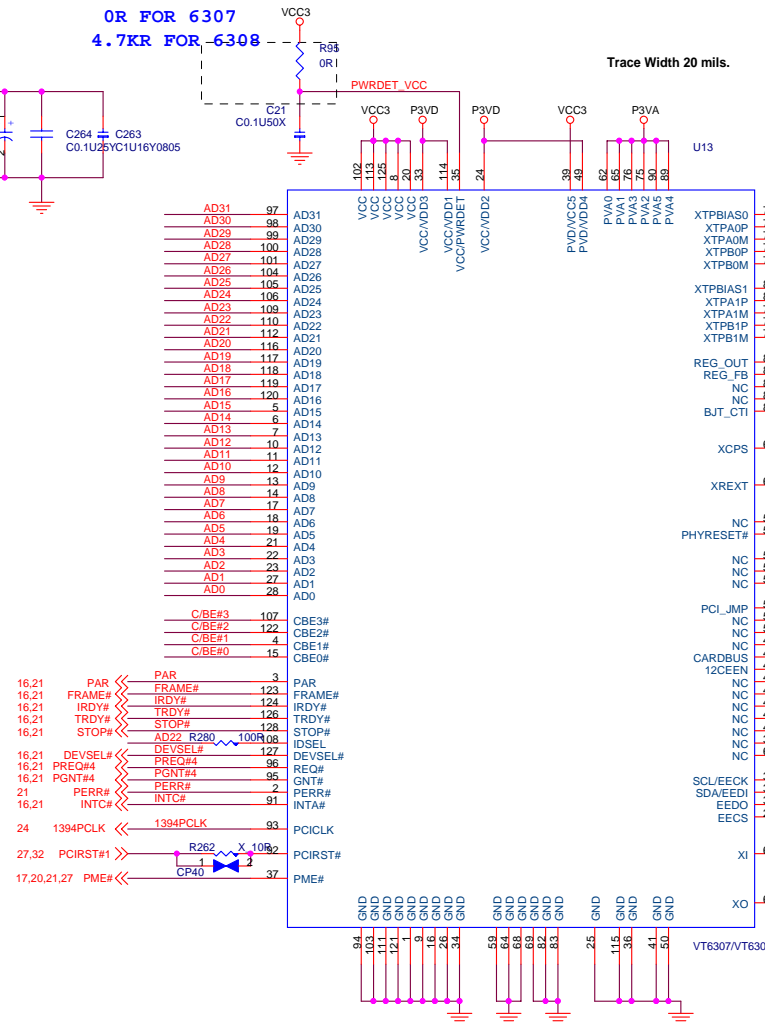 0R FOR 6307
4.7KR FOR 6308
VCC3
R95
0R
PWRDET_VCC
Trace Width 20 mils.
C21
C0.1U50X
VCC3 P3VD P3VD VCC3 P3VA
+
2
C264 C263
C0.1U25Y C1U16Y0805
U13
102 113 125 8 20 33 114 35 24 39 49 62 65 76 75 90 89
VCC VCC VCC VCC VCC VCC/VDD3 VCC/VDD1 VCC/PWRDET VCC/VDD2 PVD/VCC5 PVD/VDD4 PVA0 PVA1 PVA3 PVA2 PVA5 PVA4
AD31 97 AD31
AD30 98 AD30
AD29 99 AD29
AD28 100 AD28
AD27 101 AD27
AD26 104 AD26
AD25 105 AD25
AD24 106 AD24
AD23 109 AD23
AD22 110 AD22
AD21 112 AD21
AD20 116 AD20
AD19 117 AD19
AD18 118 AD18
AD17 119 AD17
AD16 120 AD16
AD15 5 AD15
AD14 6 AD14
AD13 7 AD13
AD12 10 AD12
AD11 11 AD11
AD10 12 AD10
AD9 13 AD9
AD8 14 AD8
AD7 17 AD7
AD6 18 AD6
AD5 19 AD5
AD4 21 AD4
AD3 22 AD3
AD2 23 AD2
AD1 27 AD1
AD0 28 AD0
C/BE#3 107 CBE3#
C/BE#2 122 CBE2#
C/BE#1 4 CBE1#
C/BE#0 15 CBE0#
16,21 PAR PAR 3 PAR
16,21 FRAME# FRAME# 123 FRAME#
16,21 IRDY# IRDY# 124 IRDY#
16,21 TRDY# TRDY# 126 TRDY#
16,21 STOP# STOP# 128 STOP#
AD22 R280 100R 108 IDSEL
16,21 DEVSEL# DEVSEL# 127 DEVSEL#
16,21 PREQ#4 PREQ#4 96 REQ#
16,21 PGNT#4 PGNT#4 95 GNT#
21 PERR# PERR# 2 PERR#
16,21 INTC# INTC# 91 INTA#
24 1394PCLK 1394PCLK 93 PCICLK
27,32 PCIRST#1 R262 X_10R 92 PCIRST#
1 2
CP40
17,20,21,27 PME# 37 PME#
XTPBIAS0
XTPA0P
XTPA0M
XTPB0P
XTPB0M
XTPBIAS1
XTPA1P
XTPA1M
XTPB1P
XTPB1M
REG_OUT
REG_FB
NC
NC
BJT_CTI
XCPS
XREXT
NC
PHYRESET#
NC
NC
NC
PCI_JMP
NC
NC
NC
CARDBUS
12CEEN
NC
NC
NC
NC
NC
NC
NC
SCL/EECK
SDA/EEDI
EEDO
EECS
XI
XO
GND GND GND GND GND GND GND GND GND GND GND GND GND GND GND GND GND GND GND GND
94 103 111 121 1 9 16 26 34 59 64 68 69 82 83 25 115 36 41 50
VT6307/VT630